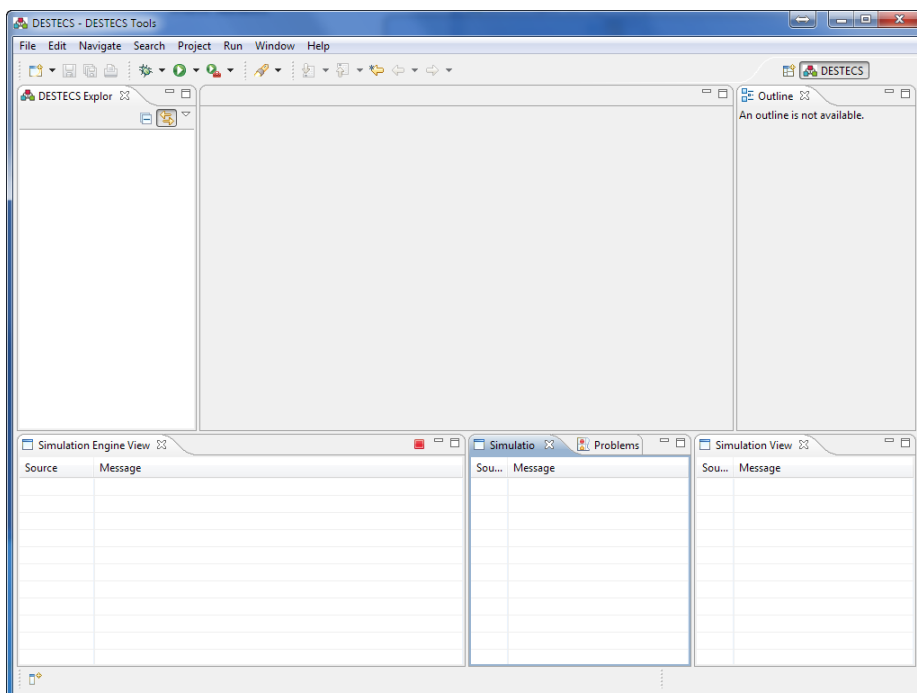 DESTECS - DESTECS Tools
File Edit Navigate Search Project Run Window Help
DESTECS
DESTECS Explor
Outline
An outline is not available.
Simulation Engine View
Simulatio
Problems
Simulation View
Source Message
Sou... Message
Sou... Message